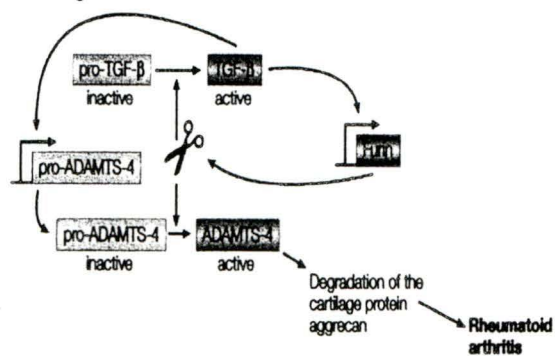 pro-TGF-β
TGF-β
inactive
active
Furin
pro-ADAMTS-4
pro-ADAMTS-4
ADAMTS-4
inactive
active
Degradation of the
cartilage protein
aggrecan
Rheumatoid
arthritis